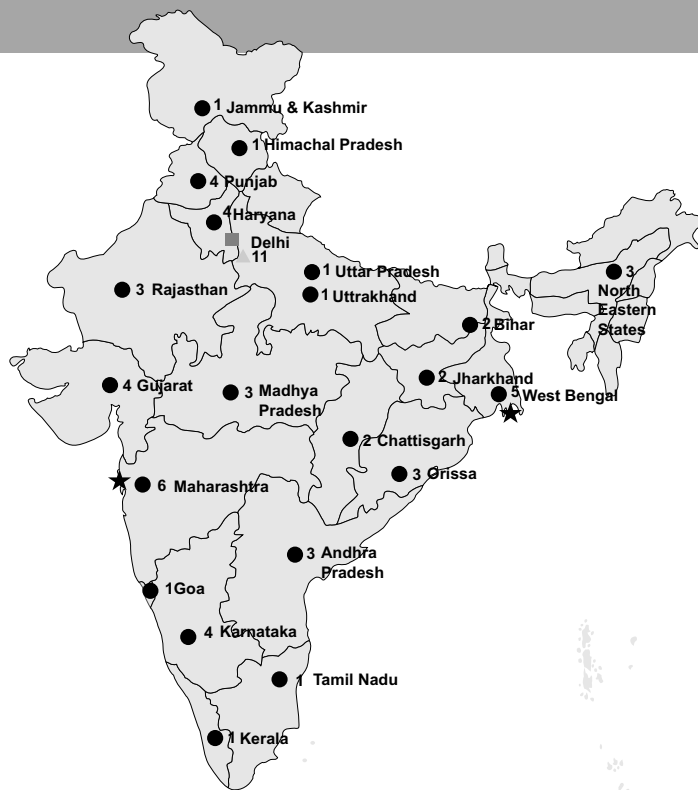 1 Jammu & Kashmir
1 Himachal Pradesh
4 Punjab
4 Haryana
Delhi
11
1 Uttar Pradesh
3 Rajasthan
1 Uttrakhand
3
North
Eastern
States
2 Bihar
4 Gujarat
3 Madhya
Pradesh
2 Jharkhand
5 West Bengal
2 Chattisgarh
3 Orissa
6 Maharashtra
3 Andhra
Pradesh
1 Goa
4 Karnataka
1 Tamil Nadu
1 Kerala